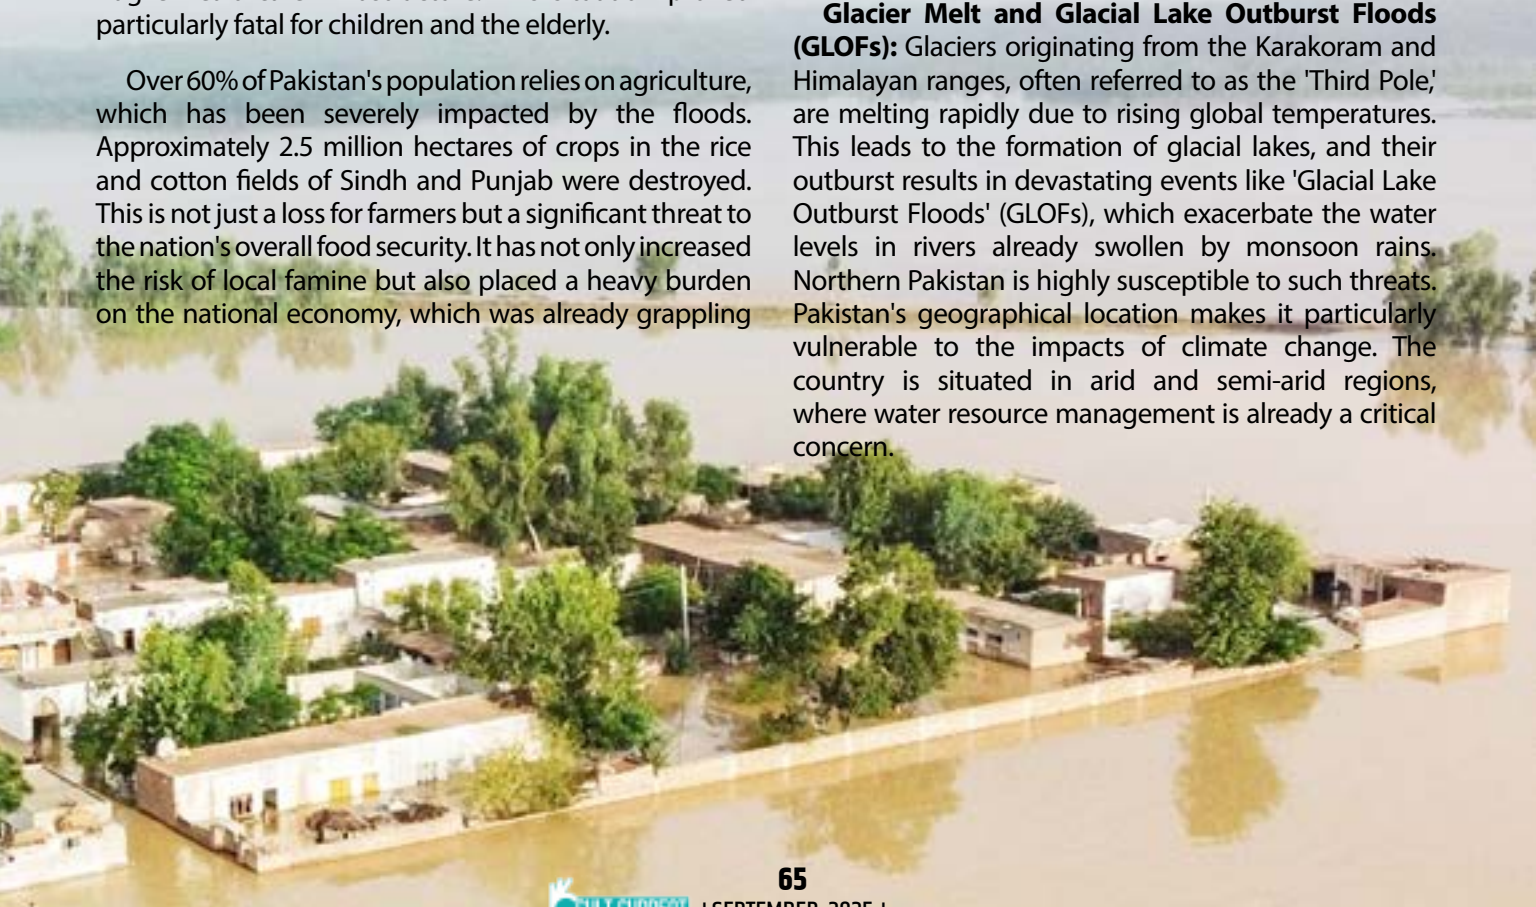 particularly fatal for children and the elderly.
Over 60% of Pakistan's population relies on agriculture,
which has been severely impacted by the floods.
Approximately 2.5 million hectares of crops in the rice
and cotton fields of Sindh and Punjab were destroyed.
This is not just a loss for farmers but a significant threat to
the nation's overall food security. It has not only increased
the risk of local famine but also placed a heavy burden
on the national economy, which was already grappling
Glacier Melt and Glacial Lake Outburst Floods
(GLOFs): Glaciers originating from the Karakoram and
Himalayan ranges, often referred to as the 'Third Pole,'
are melting rapidly due to rising global temperatures.
This leads to the formation of glacial lakes, and their
outburst results in devastating events like 'Glacial Lake
Outburst Floods' (GLOFs), which exacerbate the water
levels in rivers already swollen by monsoon rains.
Northern Pakistan is highly susceptible to such threats.
Pakistan's geographical location makes it particularly
vulnerable to the impacts of climate change. The
country is situated in arid and semi-arid regions,
where water resource management is already a critical
concern.
65
CULT CURRENT | SEPTEMBER, 2025 |